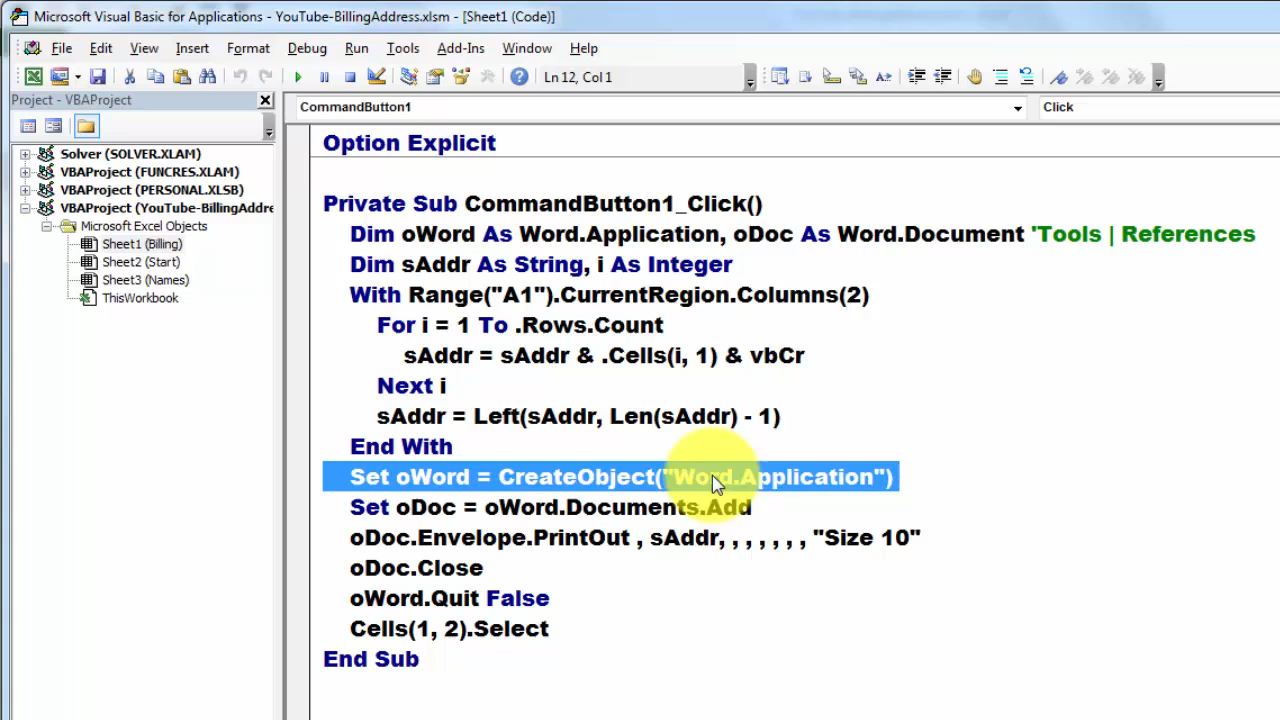 Microsoft Visual Basic for Applications - YouTube-BillingAddress.xlsm - [Sheet1 (Code)]
File Edit View Insert Format Debug Run Tools Add-Ins Window Help
Ln 12, Col 1
Project - VBAProject
CommandButton1 Click
Solver (SOLVER.XLAM)
VBAProject (FUNCRES.XLAM)
VBAProject (PERSONAL.XLSB)
VBAProject (YouTube-BillingAddre
Microsoft Excel Objects
Sheet1 (Billing)
Sheet2 (Start)
Sheet3 (Names)
ThisWorkbook
Option Explicit
Private Sub CommandButton1_Click()
Dim oWord As Word.Application, oDoc As Word.Document 'Tools | References
Dim sAddr As String, i As Integer
With Range("A1").CurrentRegion.Columns(2)
For i = 1 To .Rows.Count
sAddr = sAddr & .Cells(i, 1) & vbCr
Next i
sAddr = Left(sAddr, Len(sAddr) - 1)
End With
Set oWord = CreateObject("Word.Application")
Set oDoc = oWord.Documents.Add
oDoc.Envelope.PrintOut , sAddr, , , , , , , "Size 10"
oDoc.Close
oWord.Quit False
Cells(1, 2).Select
End Sub